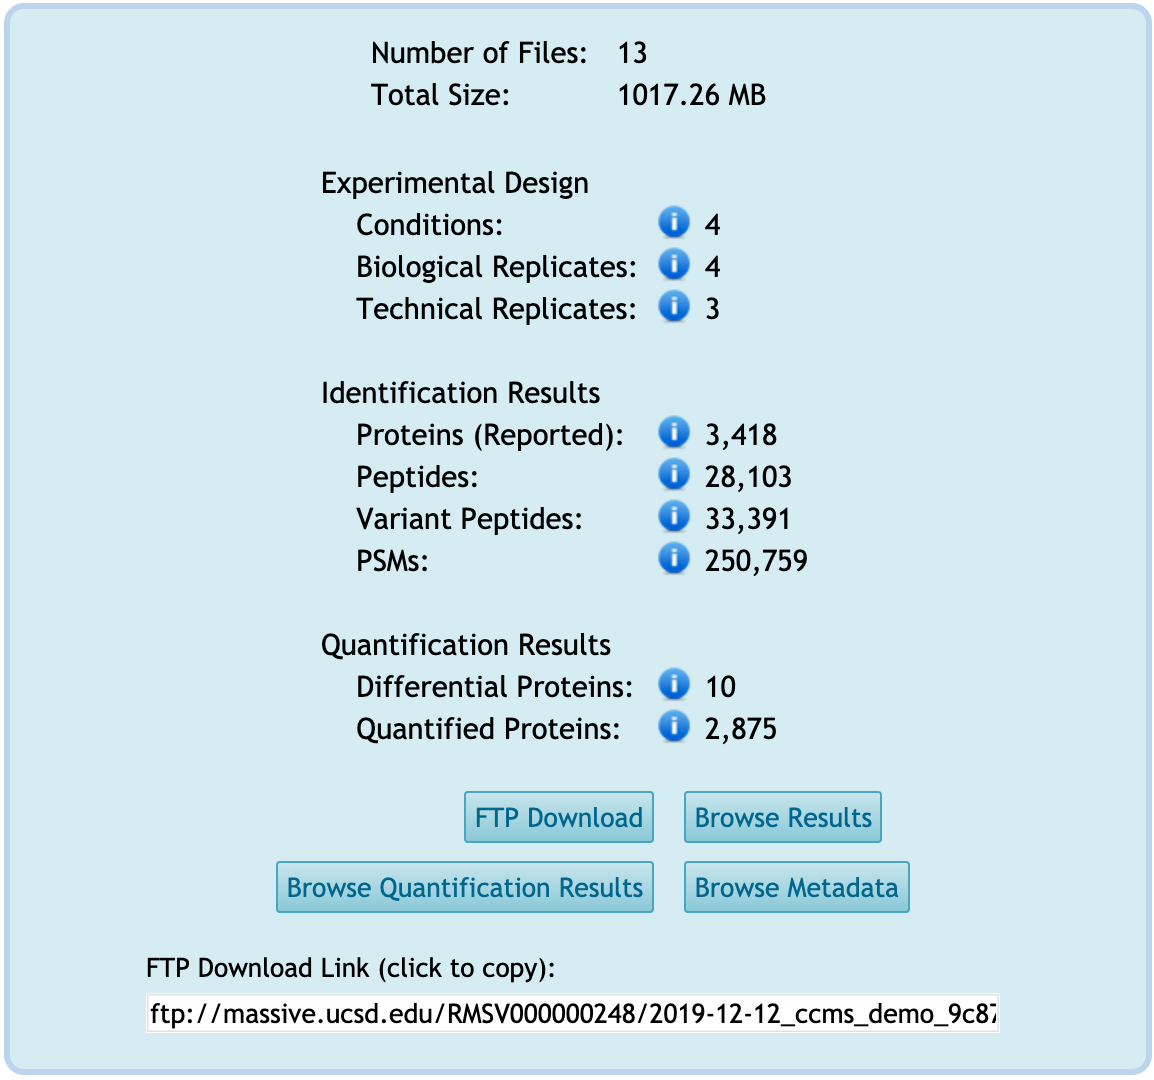 Number of Files: 13
Total Size: 1017.26 MB
Experimental Design
Conditions: i 4
Biological Replicates: i 4
Technical Replicates: i 3
Identification Results
Proteins (Reported): i 3,418
Peptides: i 28,103
Variant Peptides: i 33,391
PSMs: i 250,759
Quantification Results
Differential Proteins: i 10
Quantified Proteins: i 2,875
FTP Download Browse Results
Browse Quantification Results Browse Metadata
FTP Download Link (click to copy):
ftp://massive.ucsd.edu/RMSV000000248/2019-12-12_ccms_demo_9c87